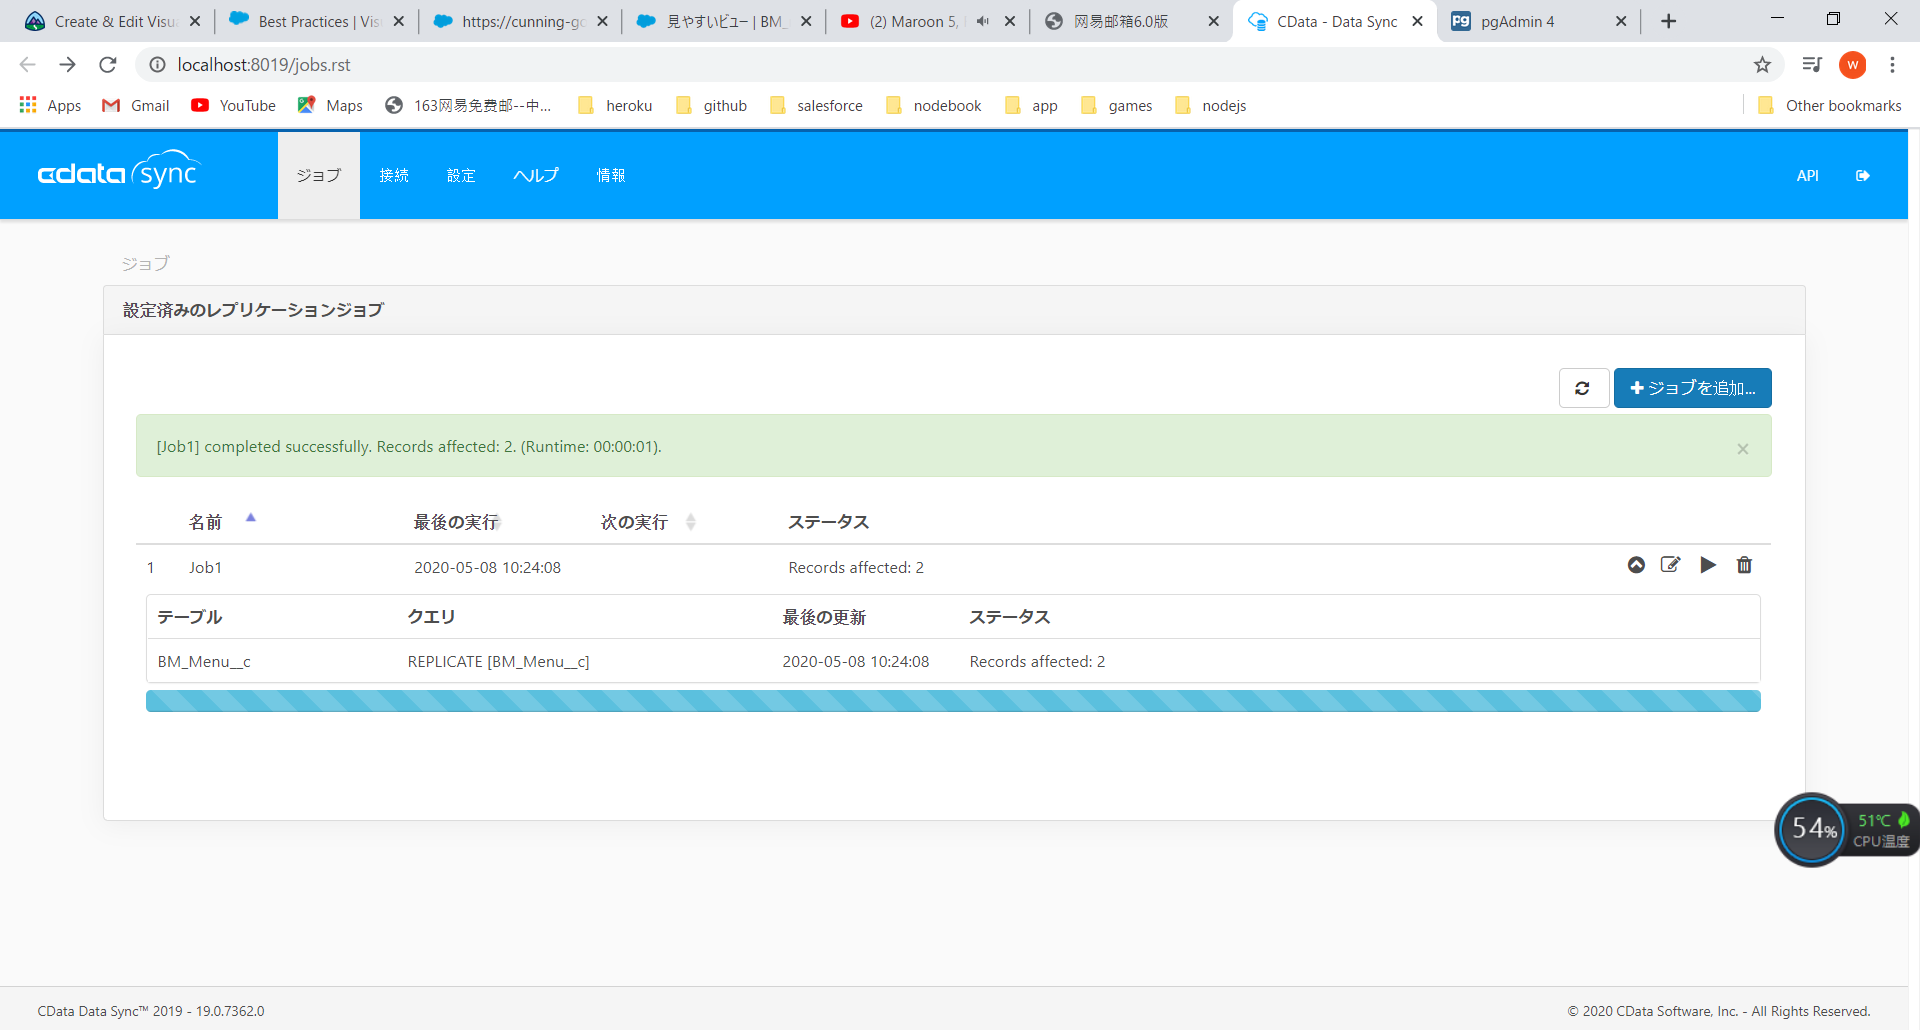 Create & Edit Visu
Best Practices | Vis
https://cunning-gc
見やすいビュー | BM_
(2) Maroon 5,
网易邮箱6.0版
CData - Data Sync
pg
pgAdmin 4
localhost:8019/jobs.rst
w
Apps
Gmail
YouTube
Maps
163网易免费邮--中...
heroku
github
salesforce
nodebook
app
games
nodejs
Other bookmarks
cdata sync
ジョブ
接続
設定
ヘルプ
情報
API
ジョブ
設定済みのレプリケーションジョブ
ジョブを追加...
[Job1] completed successfully. Records affected: 2. (Runtime: 00:00:01).
名前 最後の実行 次の実行 ステータス
1 Job1 2020-05-08 10:24:08 Records affected: 2
テーブル クエリ 最後の更新 ステータス
BM_Menu__c REPLICATE [BM_Menu__c] 2020-05-08 10:24:08 Records affected: 2
54%
51℃
CPU温度
CData Data Sync™ 2019 - 19.0.7362.0
© 2020 CData Software, Inc. - All Rights Reserved.